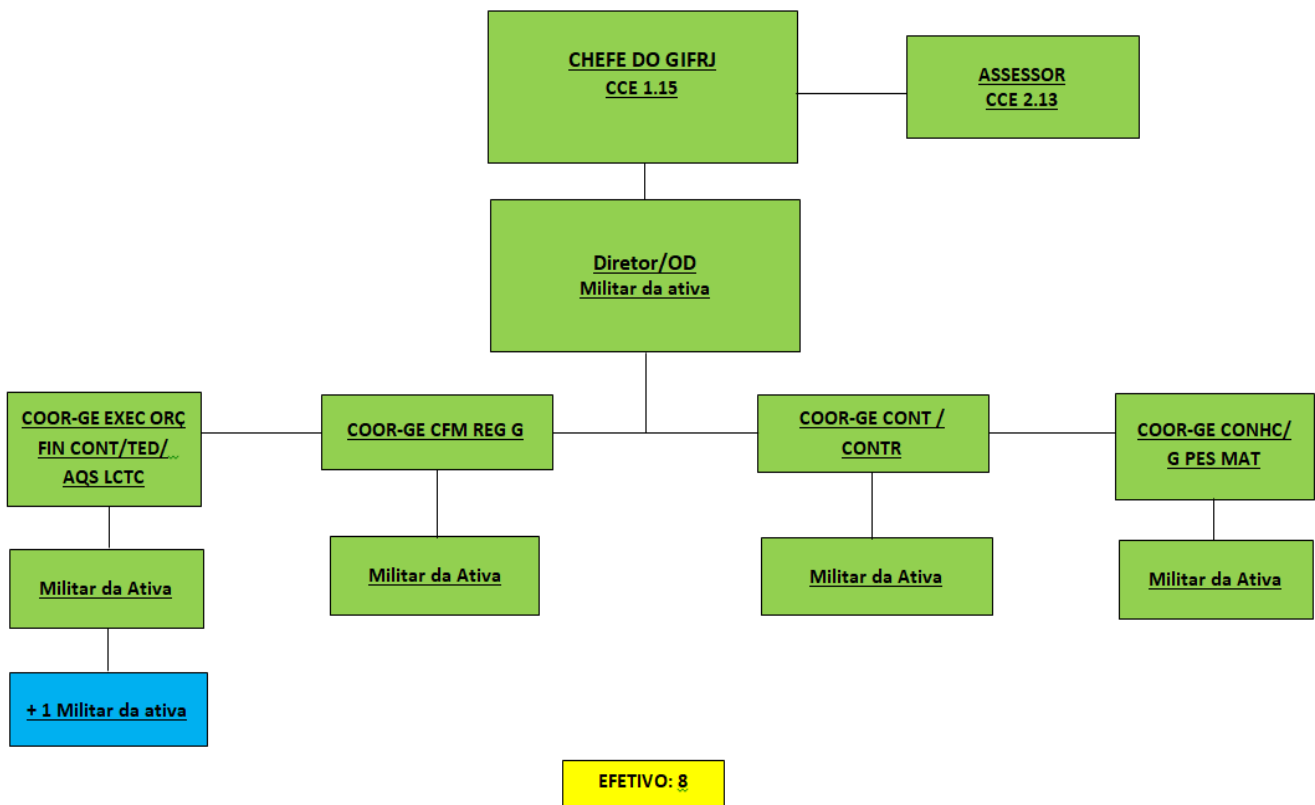 CHEFE DO GIFRJ
CCE 1.15
ASSESSOR
CCE 2.13
Diretor/OD
Militar da ativa
COOR-GE EXEC ORÇ
FIN CONT/TED/
AQS LCTC
COOR-GE CFM REG G
COOR-GE CONT /
CONTR
COOR-GE CONHC/
G PES MAT
Militar da Ativa
Militar da Ativa
Militar da Ativa
Militar da Ativa
+ 1 Militar da ativa
EFETIVO: 8